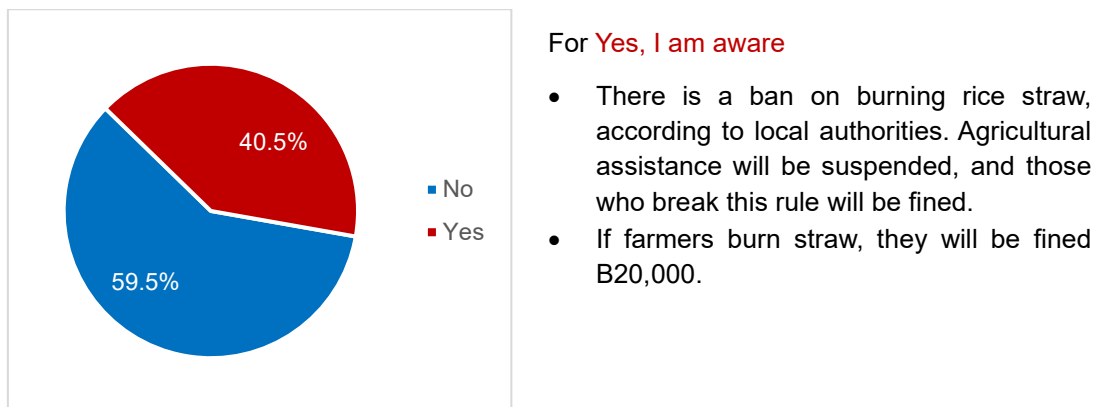 40.5%
59.5%
No
Yes
For Yes, I am aware
• There is a ban on burning rice straw,
according to local authorities. Agricultural
assistance will be suspended, and those
who break this rule will be fined.
• If farmers burn straw, they will be fined
B20,000.